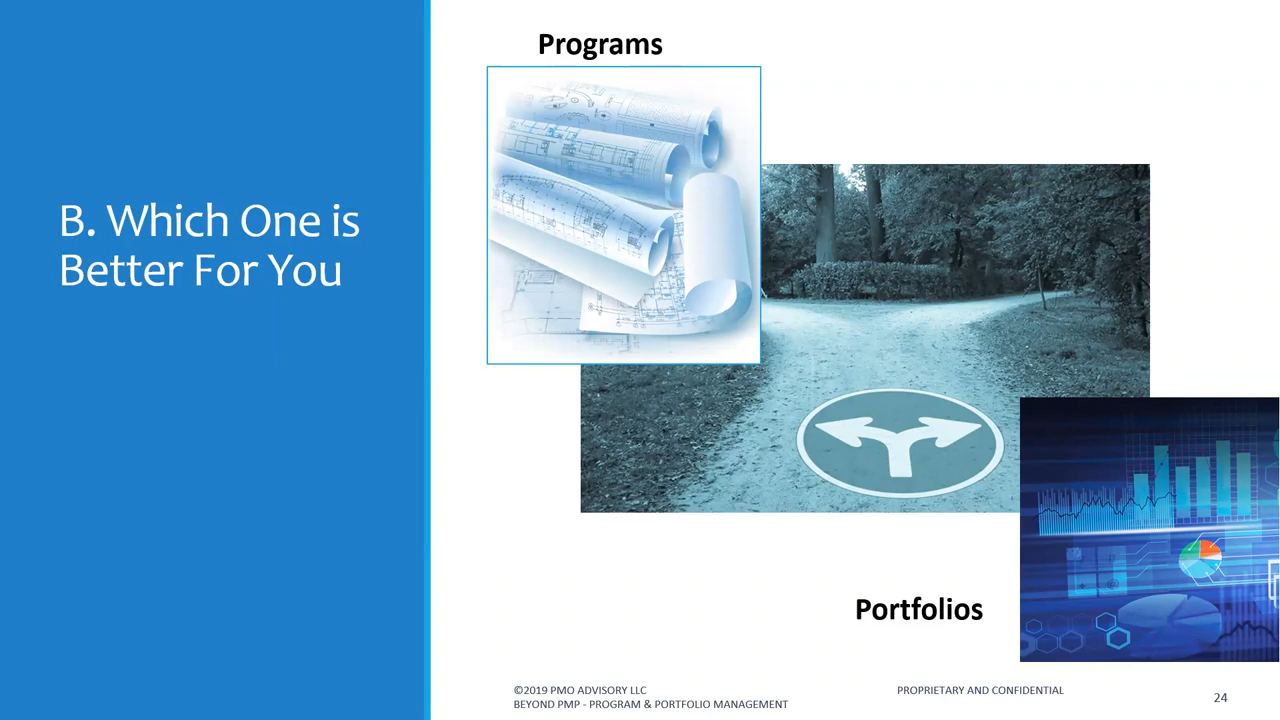 B. Which One is
Better For You
Programs
Portfolios
©2019 PMO ADVISORY LLC
BEYOND PMP - PROGRAM & PORTFOLIO MANAGEMENT
PROPRIETARY AND CONFIDENTIAL
24